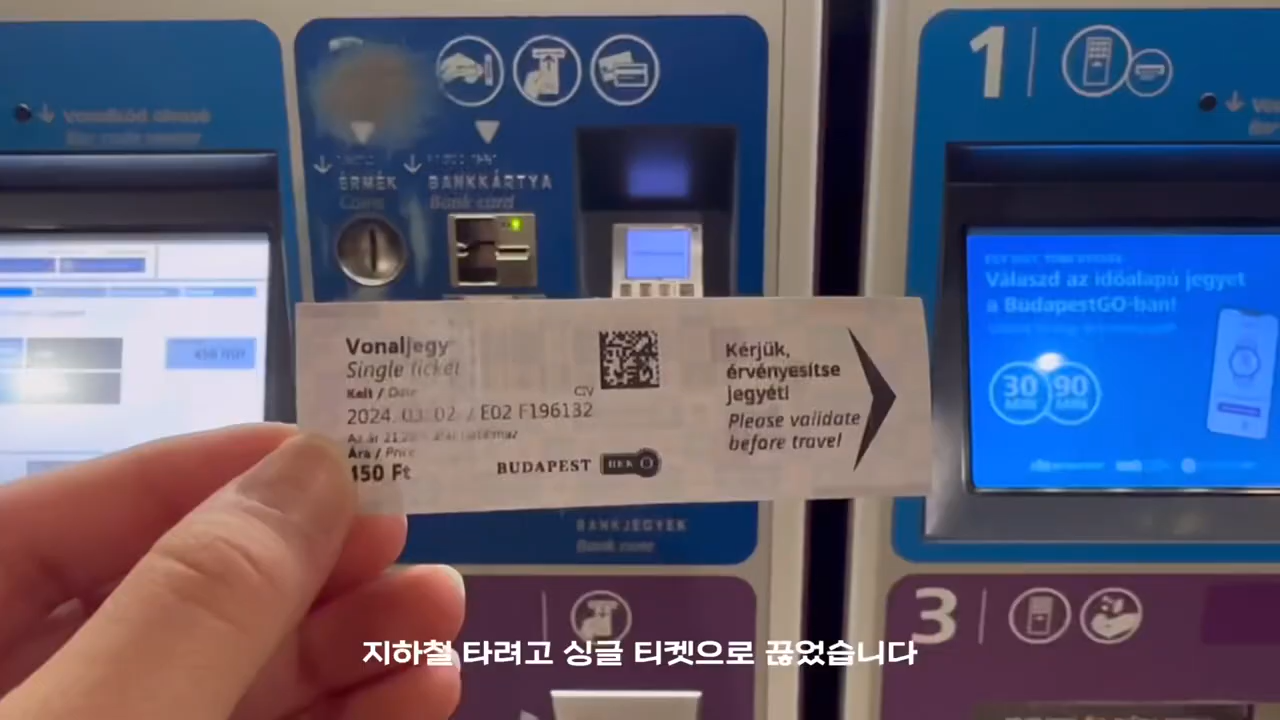 1
ÉRMÉK
Coins
BANKKÁRTYA
Bank card
Válaszd az időalapú jegyet
a BudapestGO-ban!
30
MIN
90
MIN
Vonaljegy
Single ticket
Kelt / Date
CIV
2024. 03. 02. / E02 F196132
Ára / Price
450 Ft
BUDAPEST BKK
Kérjük,
érvényesítse
jegyét!
Please validate
before travel
BANKJEGYEK
Bank note
3
지하철 타려고 싱글 티켓으로 끊었습니다